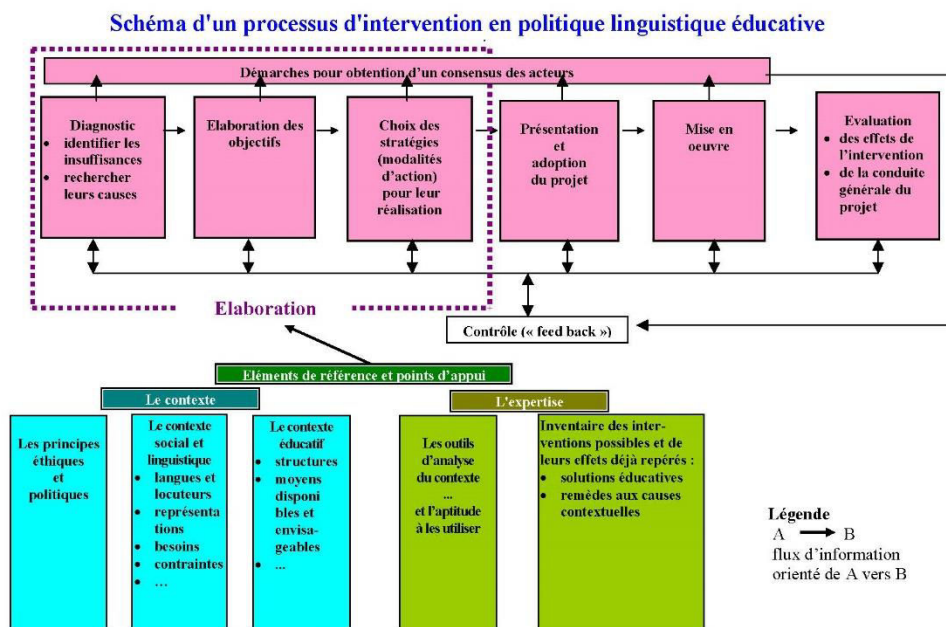 Schéma d'un processus d'intervention en politique linguistique éducative
Démarches pour obtention d'un consensus des acteurs
Diagnostic
• identifier les
insuffisances
• rechercher
leurs causes
Elaboration des
objectifs
Choix des
stratégies
(modalités
d'action)
pour leur
réalisation
Présentation
et
adoption
du projet
Mise en
oeuvre
Evaluation
• des effets de
l'intervention
• de la conduite
générale du
projet
Elaboration
Contrôle (« feed back »)
Eléments de référence et points d'appui
Le contexte
L'expertise
Les principes
éthiques
et
politiques
Le contexte
social et
linguistique
• langues et
locuteurs
• représenta
tions
• besoins
• contraintes
• ...
Le contexte
éducatif
• structures
• moyens
disponi
bles et
envisa-
geables
• ...
Les outils
d'analyse
du contexte
...
et l'aptitude
à les utiliser
Inventaire des inter-
ventions possibles et de
leurs effets déjà repérés :
• solutions éducatives
• remèdes aux causes
contextuelles
Légende
A → B
flux d'information
orienté de A vers B